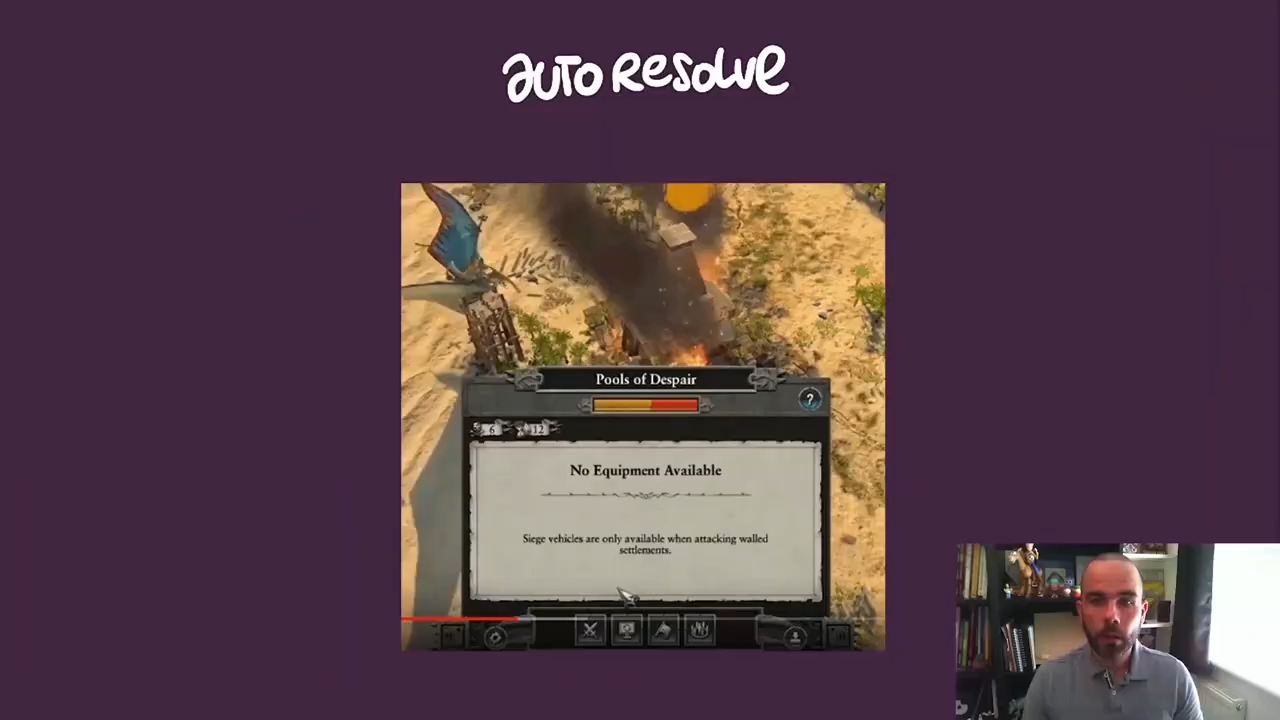 auto Resolve
Pools of Despair
?
6 12
No Equipment Available
Siege vehicles are only available when attacking walled
settlements.